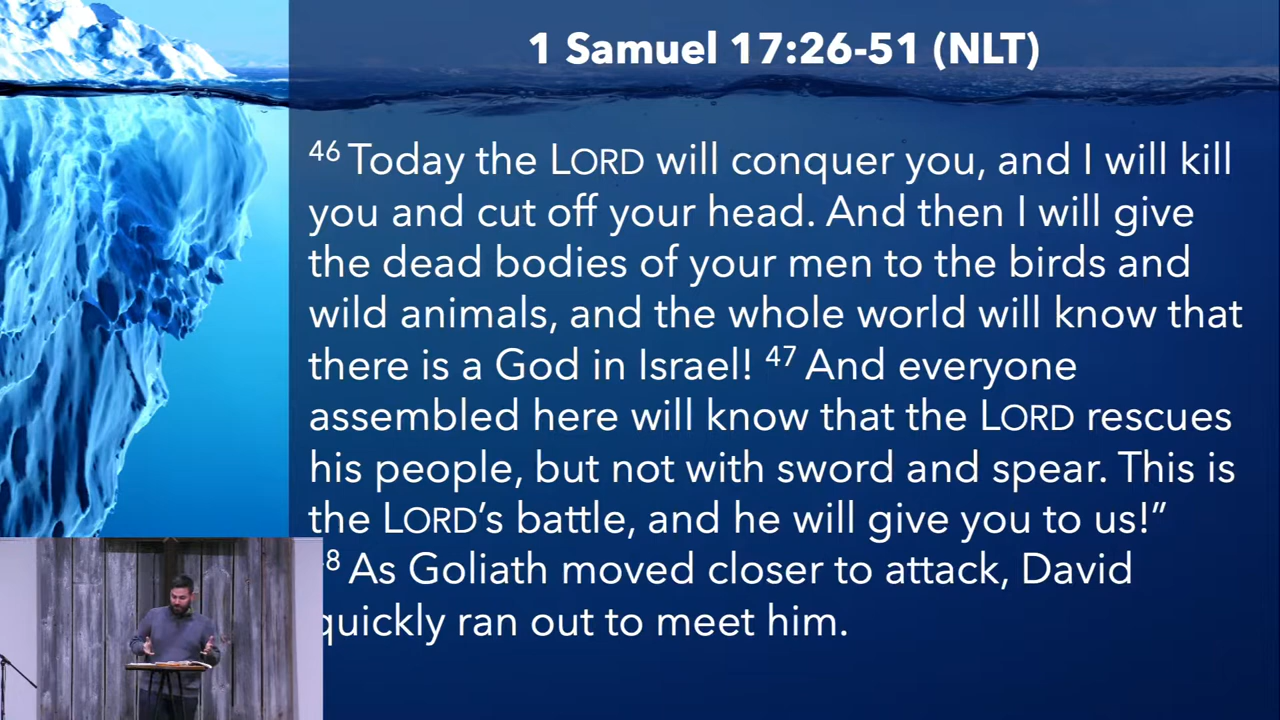 1 Samuel 17:26-51 (NLT)
46 Today the LORD will conquer you, and I will kill
you and cut off your head. And then I will give
the dead bodies of your men to the birds and
wild animals, and the whole world will know that
there is a God in Israel! 47 And everyone
assembled here will know that the LORD rescues
his people, but not with sword and spear. This is
the LORD’s battle, and he will give you to us!”
8 As Goliath moved closer to attack, David
quickly ran out to meet him.